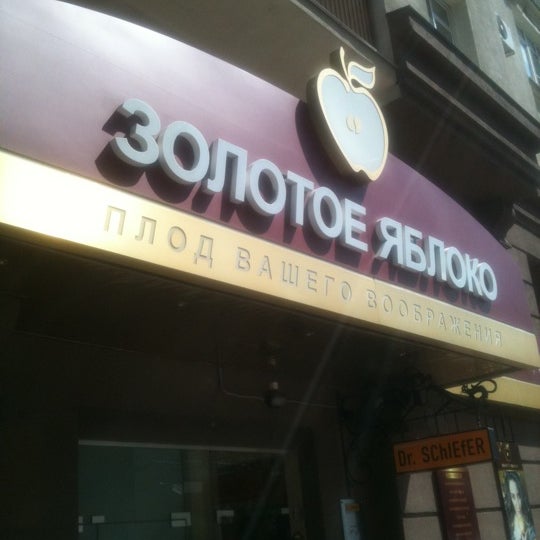 ЗОЛОТОЕ ЯБЛОКО
ПЛОД ВАШЕГО ВООБРАЖЕНИЯ
Dr. SChIEfER